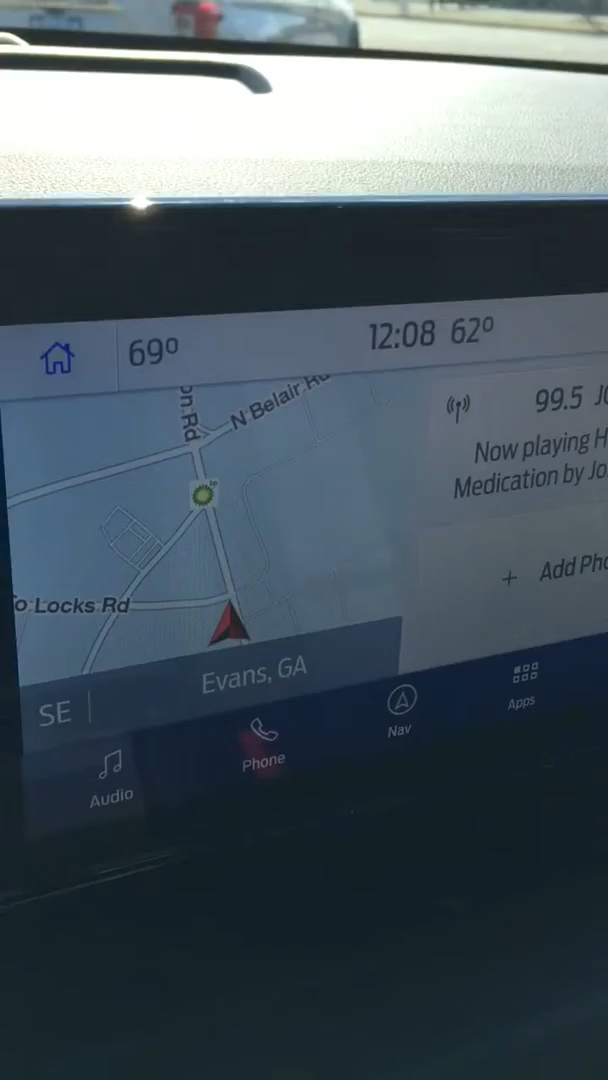 69º
12:08 62º
on Rd
N Belair Rd
99.5
Now playing
Medication by
o Locks Rd
+ Add
Evans, GA
SE
Audio
Phone
Nav
Apps